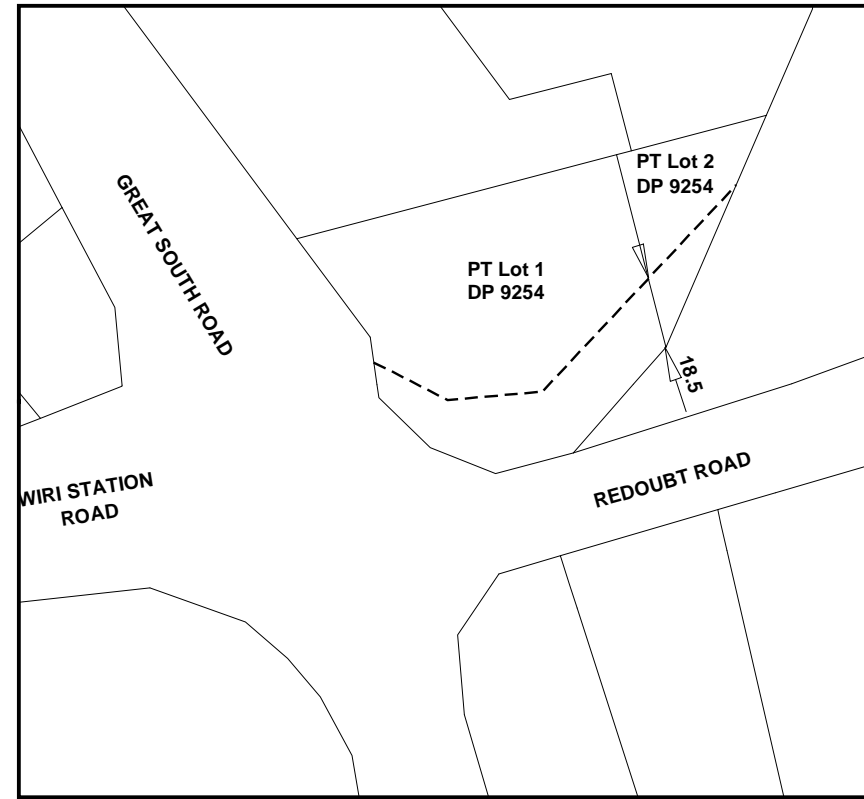 PT Lot 2
DP 9254
GREAT SOUTH ROAD
PT Lot 1
DP 9254
18.5
WIRI STATION
ROAD
REDOUBT ROAD